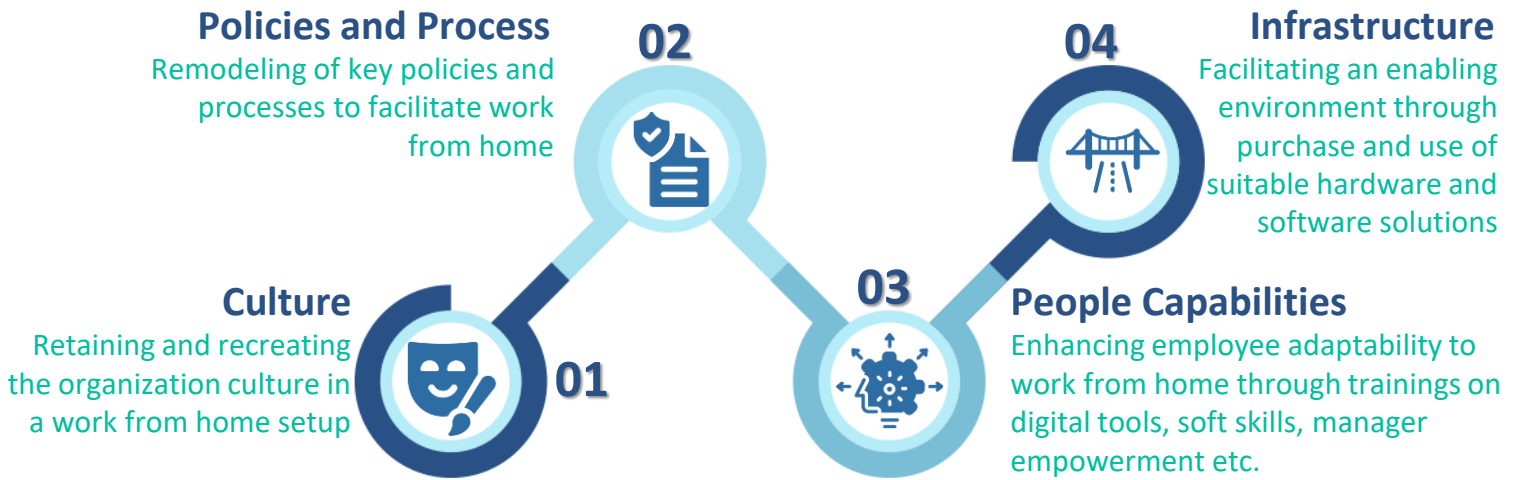 01
Culture
Retaining and recreating
the organization culture in
a work from home setup
02
Policies and Process
Remodeling of key policies and
processes to facilitate work
from home
03
People Capabilities
Enhancing employee adaptability to
work from home through trainings on
digital tools, soft skills, manager
empowerment etc.
04
Infrastructure
Facilitating an enabling
environment through
purchase and use of
suitable hardware and
software solutions